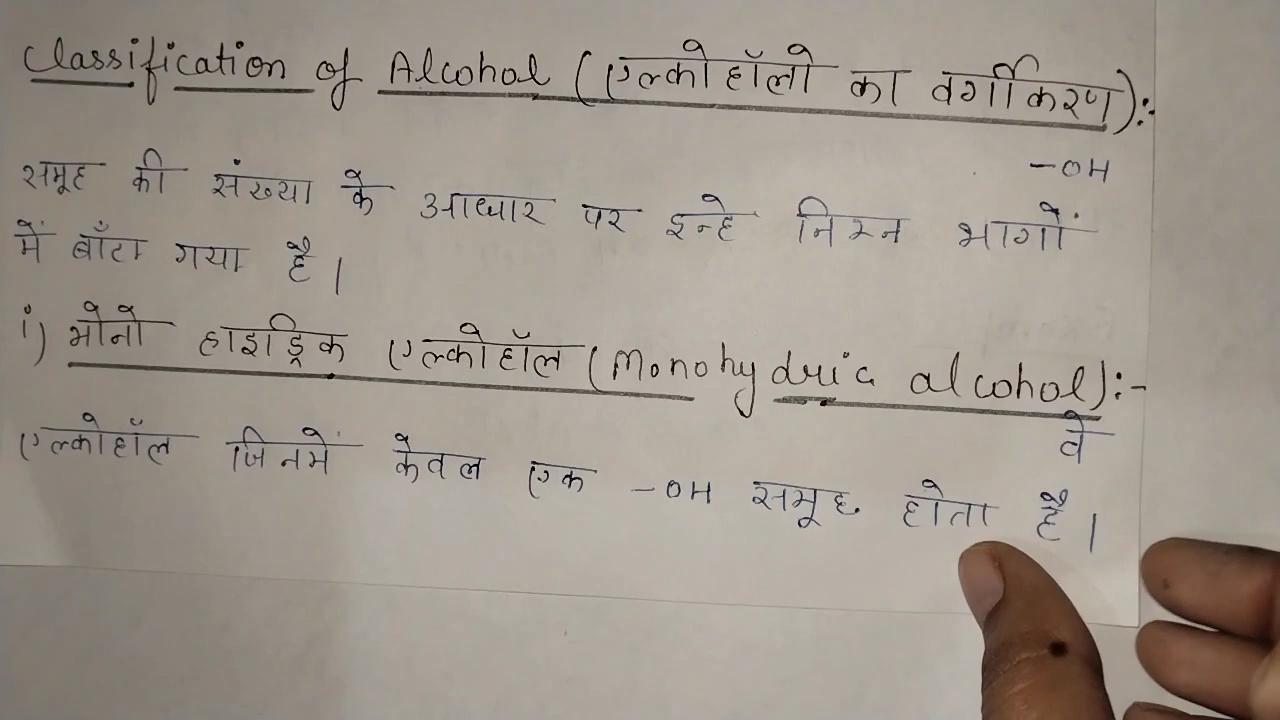 Classification of Alcohol (एल्कोहॉलो का वर्गीकरण):-
-OH
समूह की संख्या के आधार पर इन्हे निम्न भागों
में बाँटा गया है।
i) मोनो हाइड्रिक एल्कोहॉल (Monohydric alcohol):-
वे
एल्कोहॉल जिनमें केवल एक -OH समूह होता है।